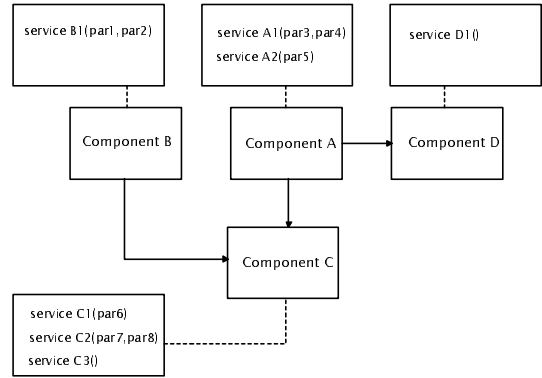 service B1(par1,par2)
service A1(par3,par4)
service A2(par5)
service D1()
Component B
Component A
Component D
Component C
service C1(par6)
service C2(par7,par8)
service C3()